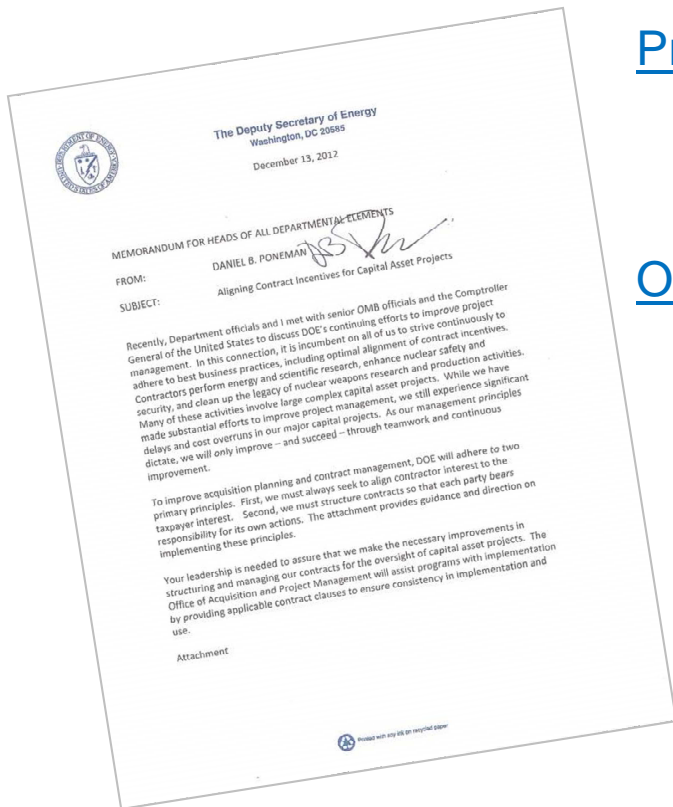 The Deputy Secretary of Energy
Washington, DC 20585
December 13, 2012
MEMORANDUM FOR HEADS OF ALL DEPARTMENTAL ELEMENTS
FROM: DANIEL B. PONEMAN
SUBJECT: Aligning Contract Incentives for Capital Asset Projects
Recently, Department officials and I met with senior OMB officials and the Comptroller
General of the United States to discuss DOE's continuing efforts to improve project
management. In this connection, it is incumbent on all of us to strive continuously to
adhere to best business practices, including optimal alignment of contract incentives.
Contractors perform energy and scientific research, enhance nuclear safety and
security, and clean up the legacy of nuclear weapons research and production activities.
Many of these activities involve large complex capital asset projects. While we have
made substantial efforts to improve project management, we still experience significant
delays and cost overruns in our major capital projects. As our management principles
dictate, we will only improve – and succeed – through teamwork and continuous
improvement.
To improve acquisition planning and contract management, DOE will adhere to two
primary principles. First, we must always seek to align contractor interest to the
taxpayer interest. Second, we must structure contracts so that each party bears
responsibility for its own actions. The attachment provides guidance and direction on
implementing these principles.
Your leadership is needed to assure that we make the necessary improvements in
structuring and managing our contracts for the oversight of capital asset projects. The
Office of Acquisition and Project Management will assist programs with implementation
by providing applicable contract clauses to ensure consistency in implementation and
use.
Attachment
Printed with soy ink on recycled paper
Pr
O